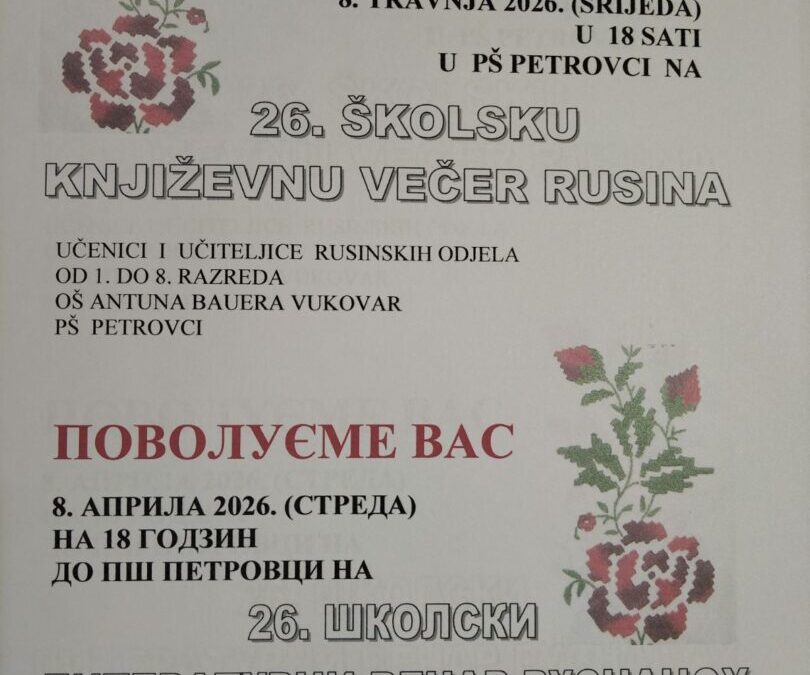 8. TRAVNJA 2026. (SRIJEDA)
U 18 SATI
U PŠ PETROVCI NA
26. ŠKOLSKU
KNJIŽEVNU VEČER RUSINA
UČENICI I UČITELJICE RUSINSKIH ODJELA
OD 1. DO 8. RAZREDA
OŠ ANTUNA BAUERA VUKOVAR
PŠ PETROVCI
ПОВОЛУЄМЕ ВАС
8. АПРИЛА 2026. (СТРЕДА)
НА 18 ГОДЗИН
ДО ПШ ПЕТРОВЦИ НА
26. ШКОЛСКИ